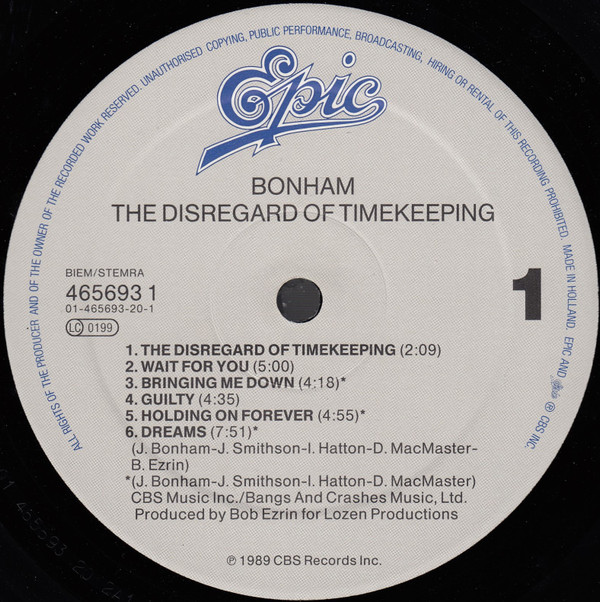 ALL RIGHTS OF THE PRODUCER AND OF THE OWNER OF THE RECORDED WORK RESERVED. UNAUTHORISED COPYING, PUBLIC PERFORMANCE, BROADCASTING, HIRING OR RENTAL OF THIS RECORDING PROHIBITED. MADE IN HOLLAND. EPIC AND Epic ℗ CBS INC.
Epic
BONHAM
THE DISREGARD OF TIMEKEEPING
BIEM/STEMRA
465693 1
01-465693-20-1
LC 0199
1
1. THE DISREGARD OF TIMEKEEPING (2:09)
2. WAIT FOR YOU (5:00)
3. BRINGING ME DOWN (4:18)*
4. GUILTY (4:35)
5. HOLDING ON FOREVER (4:55)*
6. DREAMS (7:51)*
(J. Bonham-J. Smithson-I. Hatton-D. MacMaster-
B. Ezrin)
*(J. Bonham-J. Smithson-I. Hatton-D. MacMaster)
CBS Music Inc./Bangs And Crashes Music, Ltd.
Produced by Bob Ezrin for Lozen Productions
℗ 1989 CBS Records Inc.